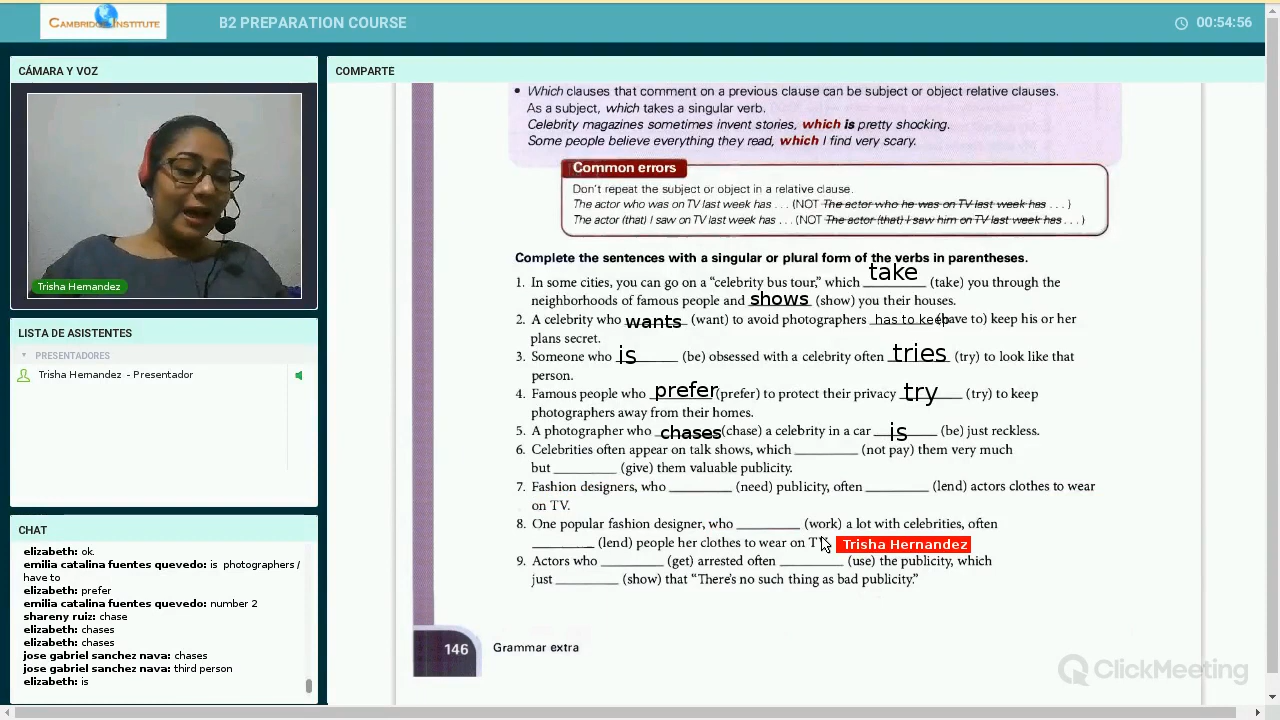 CAMBRIDGE INSTITUTE
B2 PREPARATION COURSE
00:54:56
CÁMARA Y VOZ
Trisha Hernandez
LISTA DE ASISTENTES
PRESENTADORES
Trisha Hernandez - Presentador
CHAT
elizabeth: ok.
emilia catalina fuentes quevedo: is photographers /
have to
elizabeth: prefer
emilia catalina fuentes quevedo: number 2
shareny ruiz: chase
elizabeth: chases
elizabeth: chases
jose gabriel sanchez nava: chases
jose gabriel sanchez nava: third person
elizabeth: is
COMPARTE
• Which clauses that comment on a previous clause can be subject or object relative clauses.
As a subject, which takes a singular verb.
Celebrity magazines sometimes invent stories, which is pretty shocking.
Some people believe everything they read, which I find very scary.
Common errors
Don't repeat the subject or object in a relative clause.
The actor who was on TV last week has . . . (NOT The actor who he was on TV last week has . . . )
The actor (that) I saw on TV last week has . . . (NOT The actor (that) I saw him on TV last week has . . . )
Complete the sentences with a singular or plural form of the verbs in parentheses.
1. In some cities, you can go on a "celebrity bus tour," which take (take) you through the
neighborhoods of famous people and shows (show) you their houses.
2. A celebrity who wants (want) to avoid photographers has to keep (have to) keep his or her
plans secret.
3. Someone who is (be) obsessed with a celebrity often tries (try) to look like that
person.
4. Famous people who prefer (prefer) to protect their privacy try (try) to keep
photographers away from their homes.
5. A photographer who chases (chase) a celebrity in a car is (be) just reckless.
6. Celebrities often appear on talk shows, which ________ (not pay) them very much
but ________ (give) them valuable publicity.
7. Fashion designers, who ________ (need) publicity, often ________ (lend) actors clothes to wear
on TV.
8. One popular fashion designer, who ________ (work) a lot with celebrities, often
________ (lend) people her clothes to wear on TV.
Trisha Hernandez
9. Actors who ________ (get) arrested often ________ (use) the publicity, which
just ________ (show) that "There's no such thing as bad publicity."
146 Grammar extra
ClickMeeting